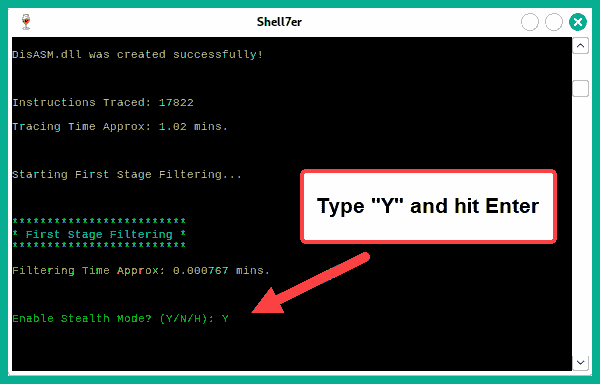 Shell7er
DisASM.dll was created successfully!
Instructions Traced: 17822
Tracing Time Approx: 1.02 mins.
Starting First Stage Filtering...
*************************
* First Stage Filtering *
*************************
Filtering Time Approx: 0.000767 mins.
Enable Stealth Mode? (Y/N/H): Y
Type "Y" and hit Enter